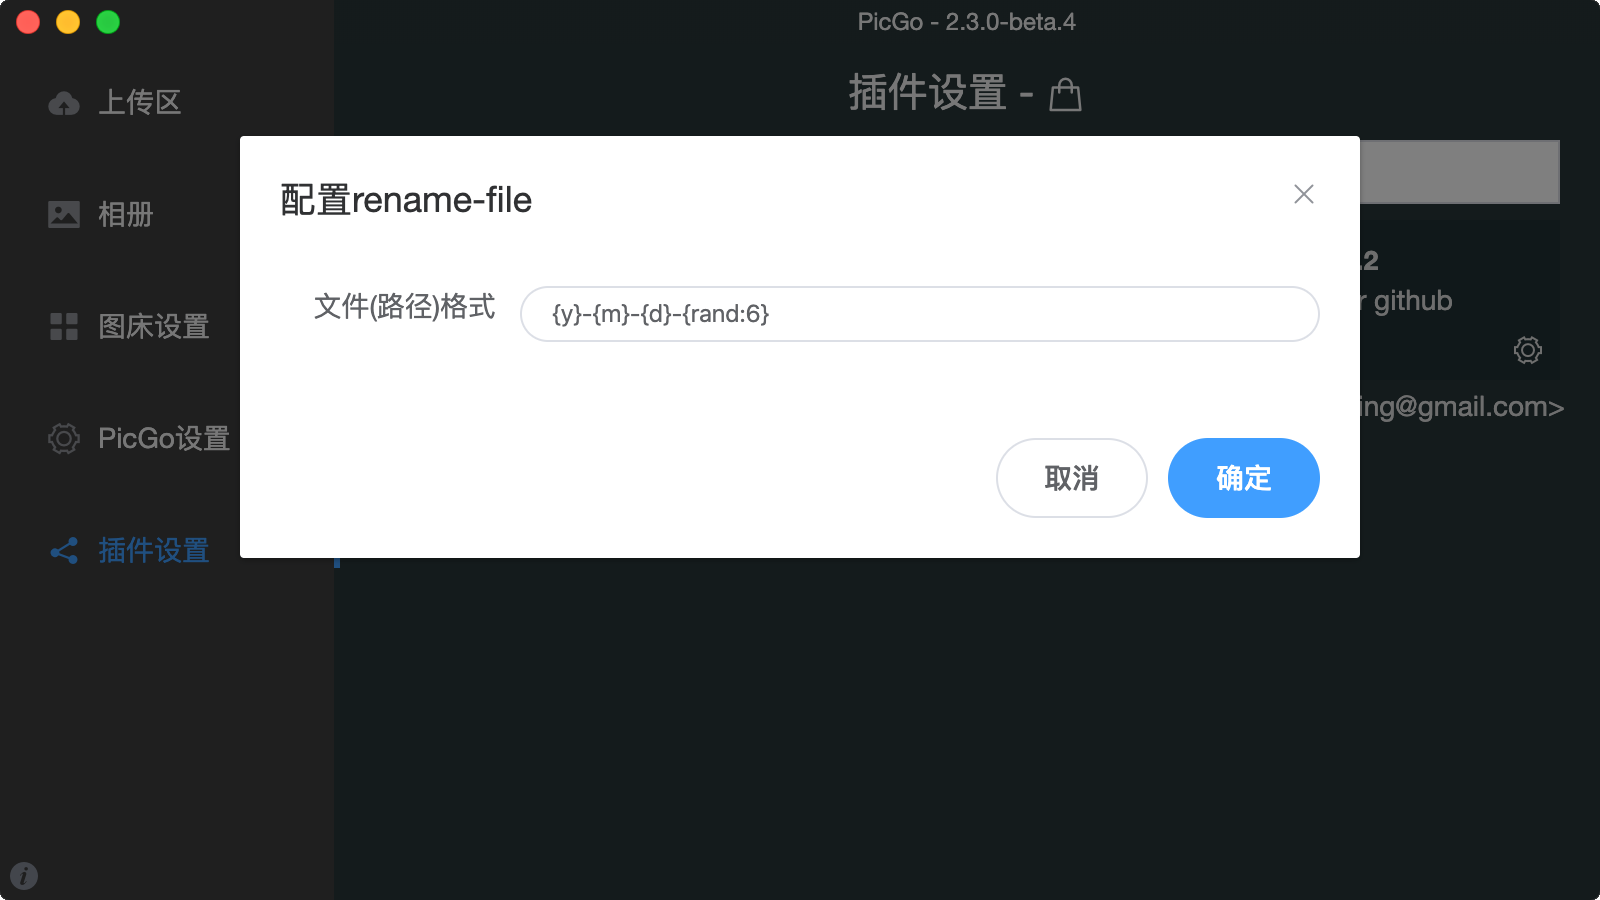 PicGo - 2.3.0-beta.4
插件设置 -
上传区
相册
图床设置
PicGo设置
插件设置
配置rename-file
文件(路径)格式
{y}-{m}-{d}-{rand:6}
取消
确定
.2
r github
ing@gmail.com>